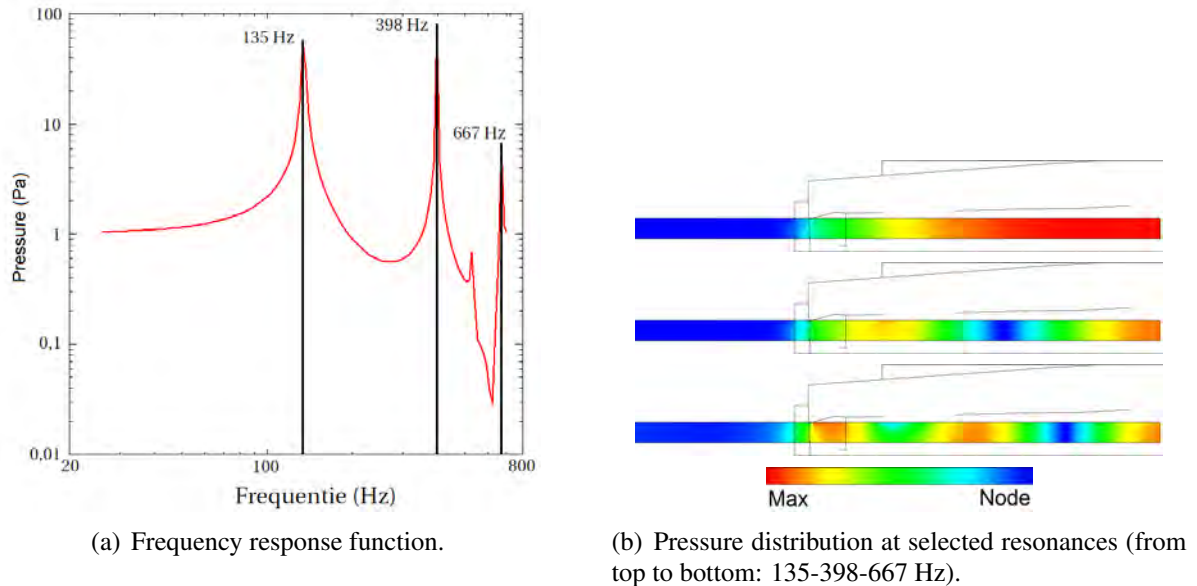 100
10
1
0.1
0.01
Pressure (Pa)
135 Hz
398 Hz
667 Hz
20
100
800
Frequentie (Hz)
Max
Node
(a) Frequency response function.
(b) Pressure distribution at selected resonances (from
top to bottom: 135-398-667 Hz).